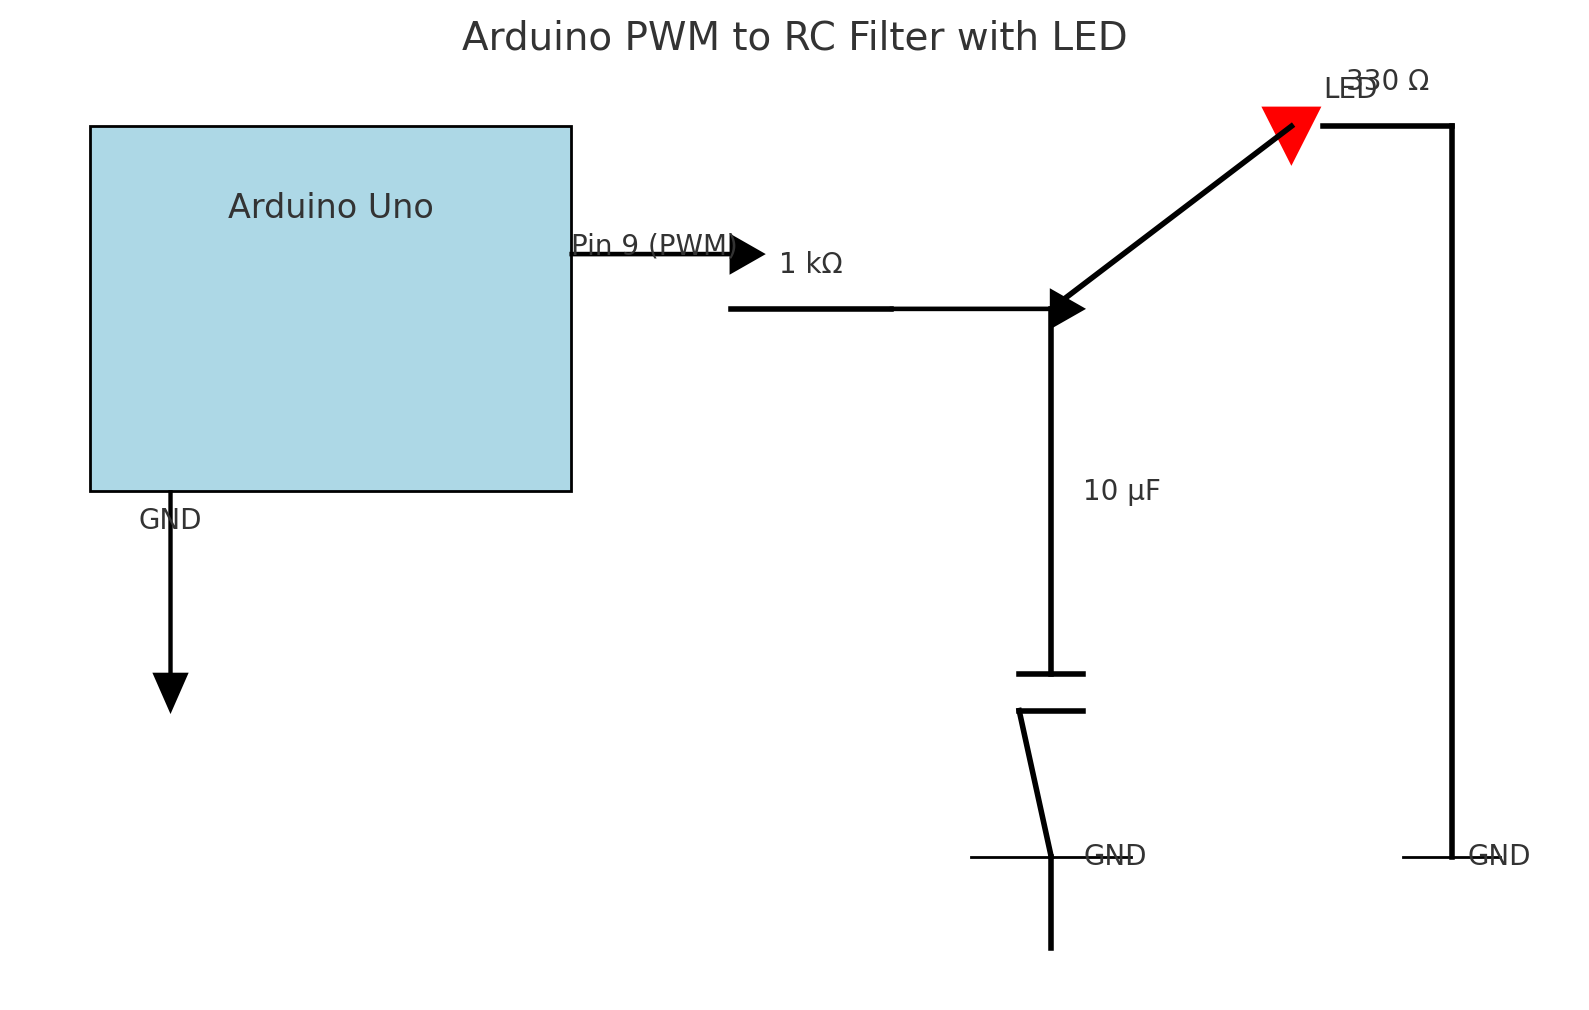 Arduino PWM to RC Filter with LED
LED
330 Ω
Arduino Uno
Pin 9 (PWM)
1 kΩ
10 µF
GND
GND
GND